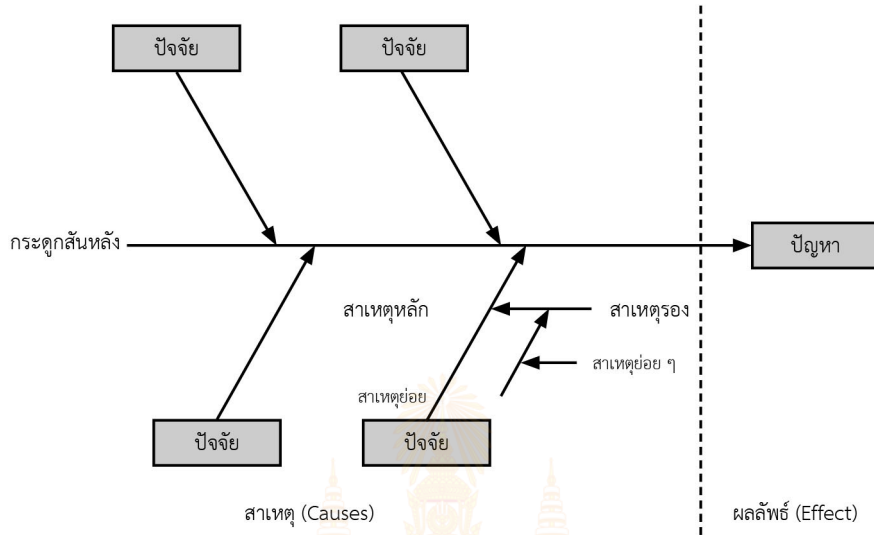 ปัจจัย
ปัจจัย
กระดูกสันหลัง
ปัญหา
สาเหตุหลัก
สาเหตุรอง
สาเหตุย่อย ๆ
สาเหตุย่อย
ปัจจัย
ปัจจัย
สาเหตุ (Causes)
ผลลัพธ์ (Effect)